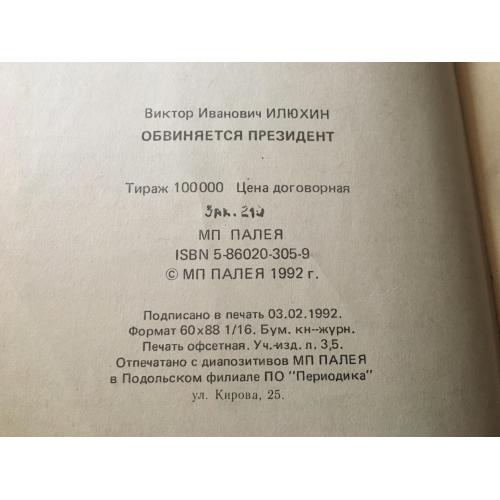 Виктор Иванович ИЛЮХИН
ОБВИНЯЕТСЯ ПРЕЗИДЕНТ
Тираж 100000 Цена договорная
Зак. 210
МП ПАЛЕЯ
ISBN 5-86020-305-9
© МП ПАЛЕЯ 1992 г.
Подписано в печать 03.02.1992.
Формат 60х88 1/16. Бум. кн--журн.
Печать офсетная. Уч.-изд. л. 3,5.
Отпечатано с диапозитивов МП ПАЛЕЯ
в Подольском филиале ПО "Периодика"
ул. Кирова, 25.